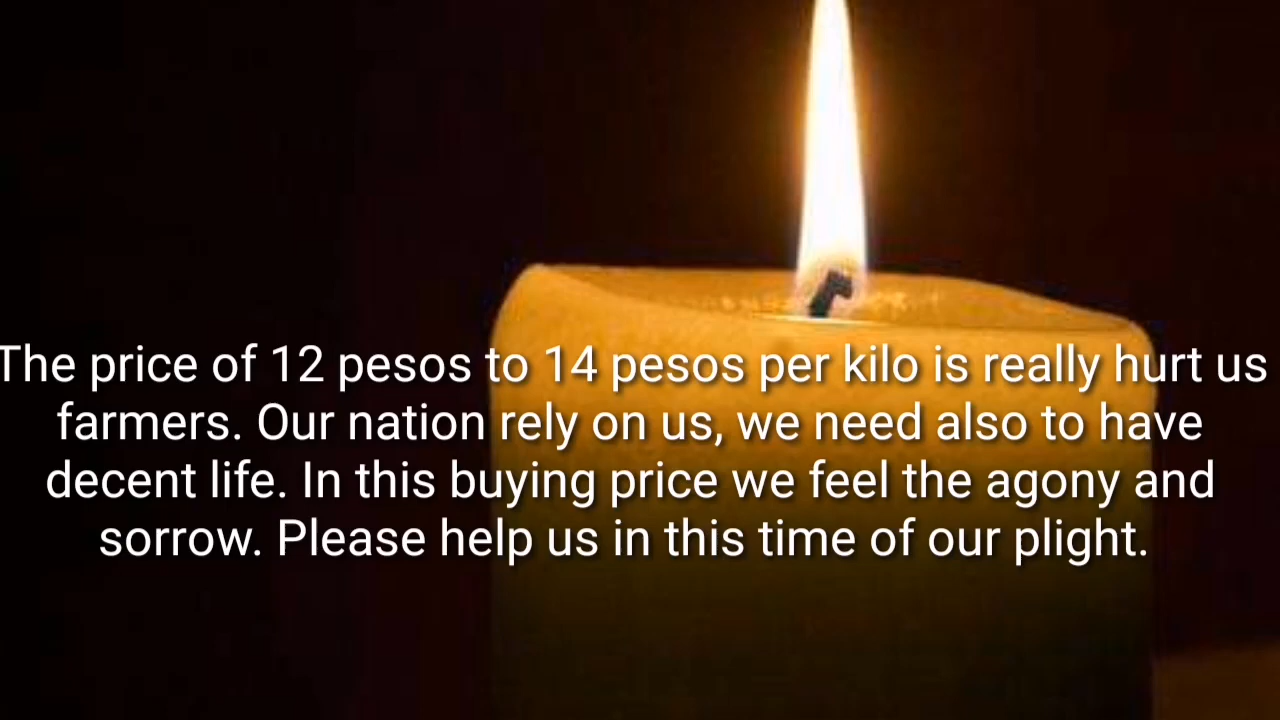 The price of 12 pesos to 14 pesos per kilo is really hurt us
farmers. Our nation rely on us, we need also to have
decent life. In this buying price we feel the agony and
sorrow. Please help us in this time of our plight.